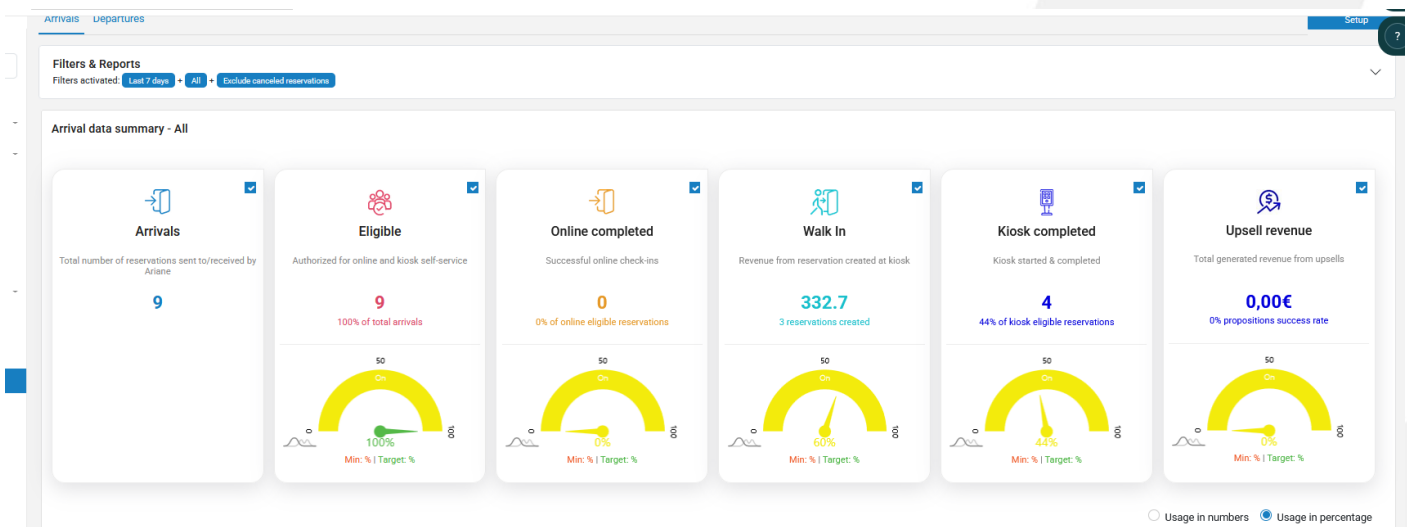 Arrivals Departures
Setup
?
Filters & Reports
Filters activated: Last 7 days + All + Exclude canceled reservations
Arrival data summary - All
Arrivals
Total number of reservations sent to/received by
Ariane
9
Eligible
Authorized for online and kiosk self-service
9
100% of total arrivals
50
On
0
100
100%
Min: % | Target: %
Online completed
Successful online check-ins
0
0% of online eligible reservations
50
On
0
100
0%
Min: % | Target: %
Walk In
Revenue from reservation created at kiosk
332.7
3 reservations created
50
On
0
100
60%
Min: % | Target: %
Kiosk completed
Kiosk started & completed
4
44% of kiosk eligible reservations
50
On
0
100
44%
Min: % | Target: %
Upsell revenue
Total generated revenue from upsells
0,00€
0% propositions success rate
50
On
0
100
0%
Min: % | Target: %
Usage in numbers Usage in percentage